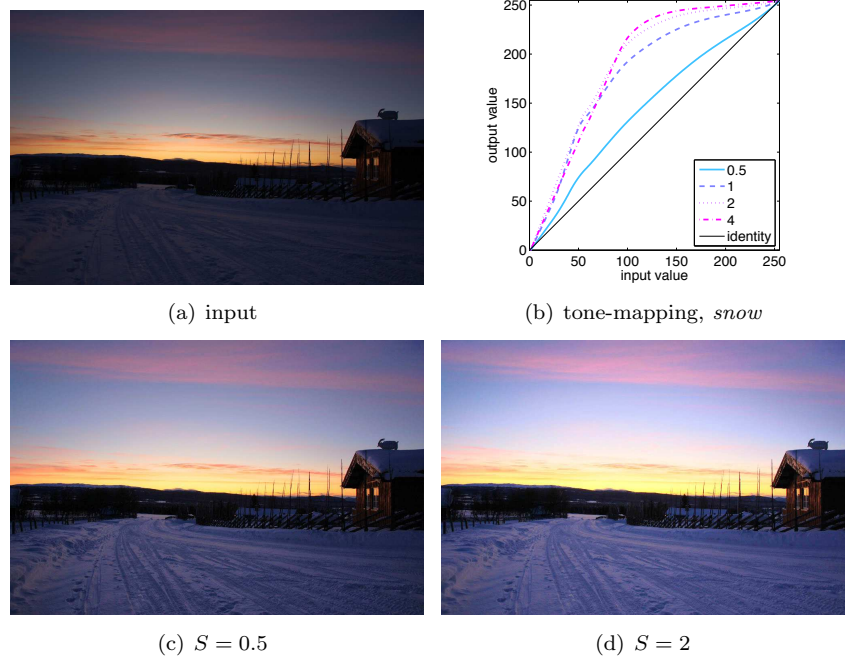 250
200
150
100
50
0
output value
0 50 100 150 200 250
input value
0.5
1
2
4
identity
(a) input
(b) tone-mapping, snow
(c) S = 0.5
(d) S = 2